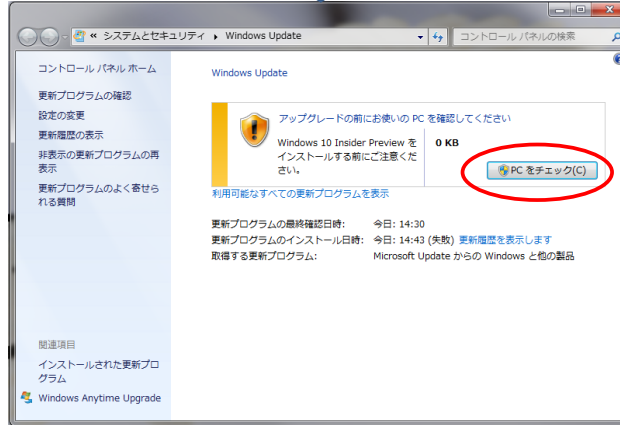 « システムとセキュリティ ▸ Windows Update
コントロール パネルの検索
コントロール パネル ホーム
更新プログラムの確認
設定の変更
更新履歴の表示
非表示の更新プログラムの再
表示
更新プログラムのよく寄せら
れる質問
関連項目
インストールされた更新プロ
グラム
Windows Anytime Upgrade
Windows Update
アップグレードの前にお使いの PC を確認してください
Windows 10 Insider Preview を
インストールする前にご注意くだ
さい。
0 KB
PC をチェック(C)
利用可能なすべての更新プログラムを
表示
更新プログラムの最終確認日時: 今日: 14:30
更新プログラムのインストール日時: 今日: 14:43 (失敗) 更新履歴を表示します
取得する更新プログラム: Microsoft Update からの Windows と他の製品